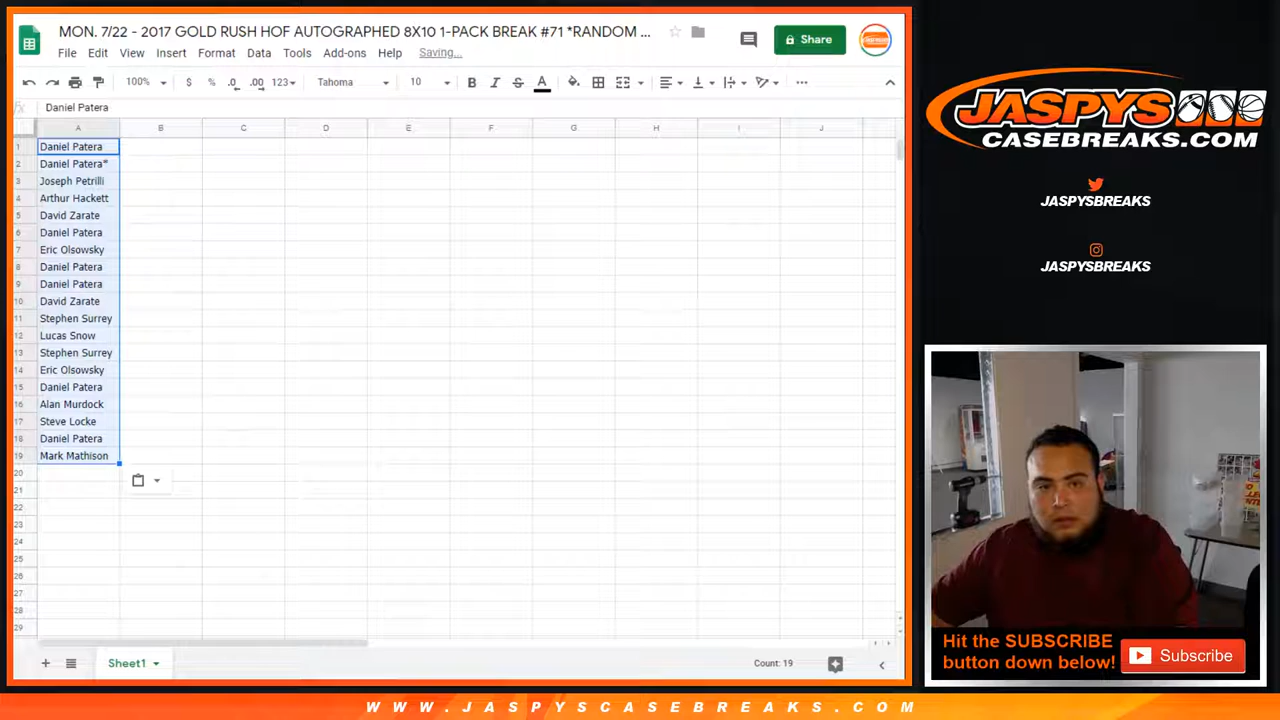 MON. 7/22 - 2017 GOLD RUSH HOF AUTOGRAPHED 8X10 1-PACK BREAK #71 *RANDOM ...
File Edit View Insert Format Data Tools Add-ons Help Saving...
Share
100% $ % .0 .00 123 Tahoma 10 B I S A
fx Daniel Patera
A B C D E F G H I J
1 Daniel Patera
2 Daniel Patera*
3 Joseph Petrilli
4 Arthur Hackett
5 David Zarate
6 Daniel Patera
7 Eric Olsowsky
8 Daniel Patera
9 Daniel Patera
10 David Zarate
11 Stephen Surrey
12 Lucas Snow
13 Stephen Surrey
14 Eric Olsowsky
15 Daniel Patera
16 Alan Murdock
17 Steve Locke
18 Daniel Patera
19 Mark Mathison
20
21
22
23
24
25
26
27
28
29
Sheet1
Count: 19
JASPYS
CASEBREAKS.COM
JASPYSBREAKS
JASPYSBREAKS
Hit the SUBSCRIBE
button down below!
Subscribe
WWW.JASPYSCASEBREAKS.COM